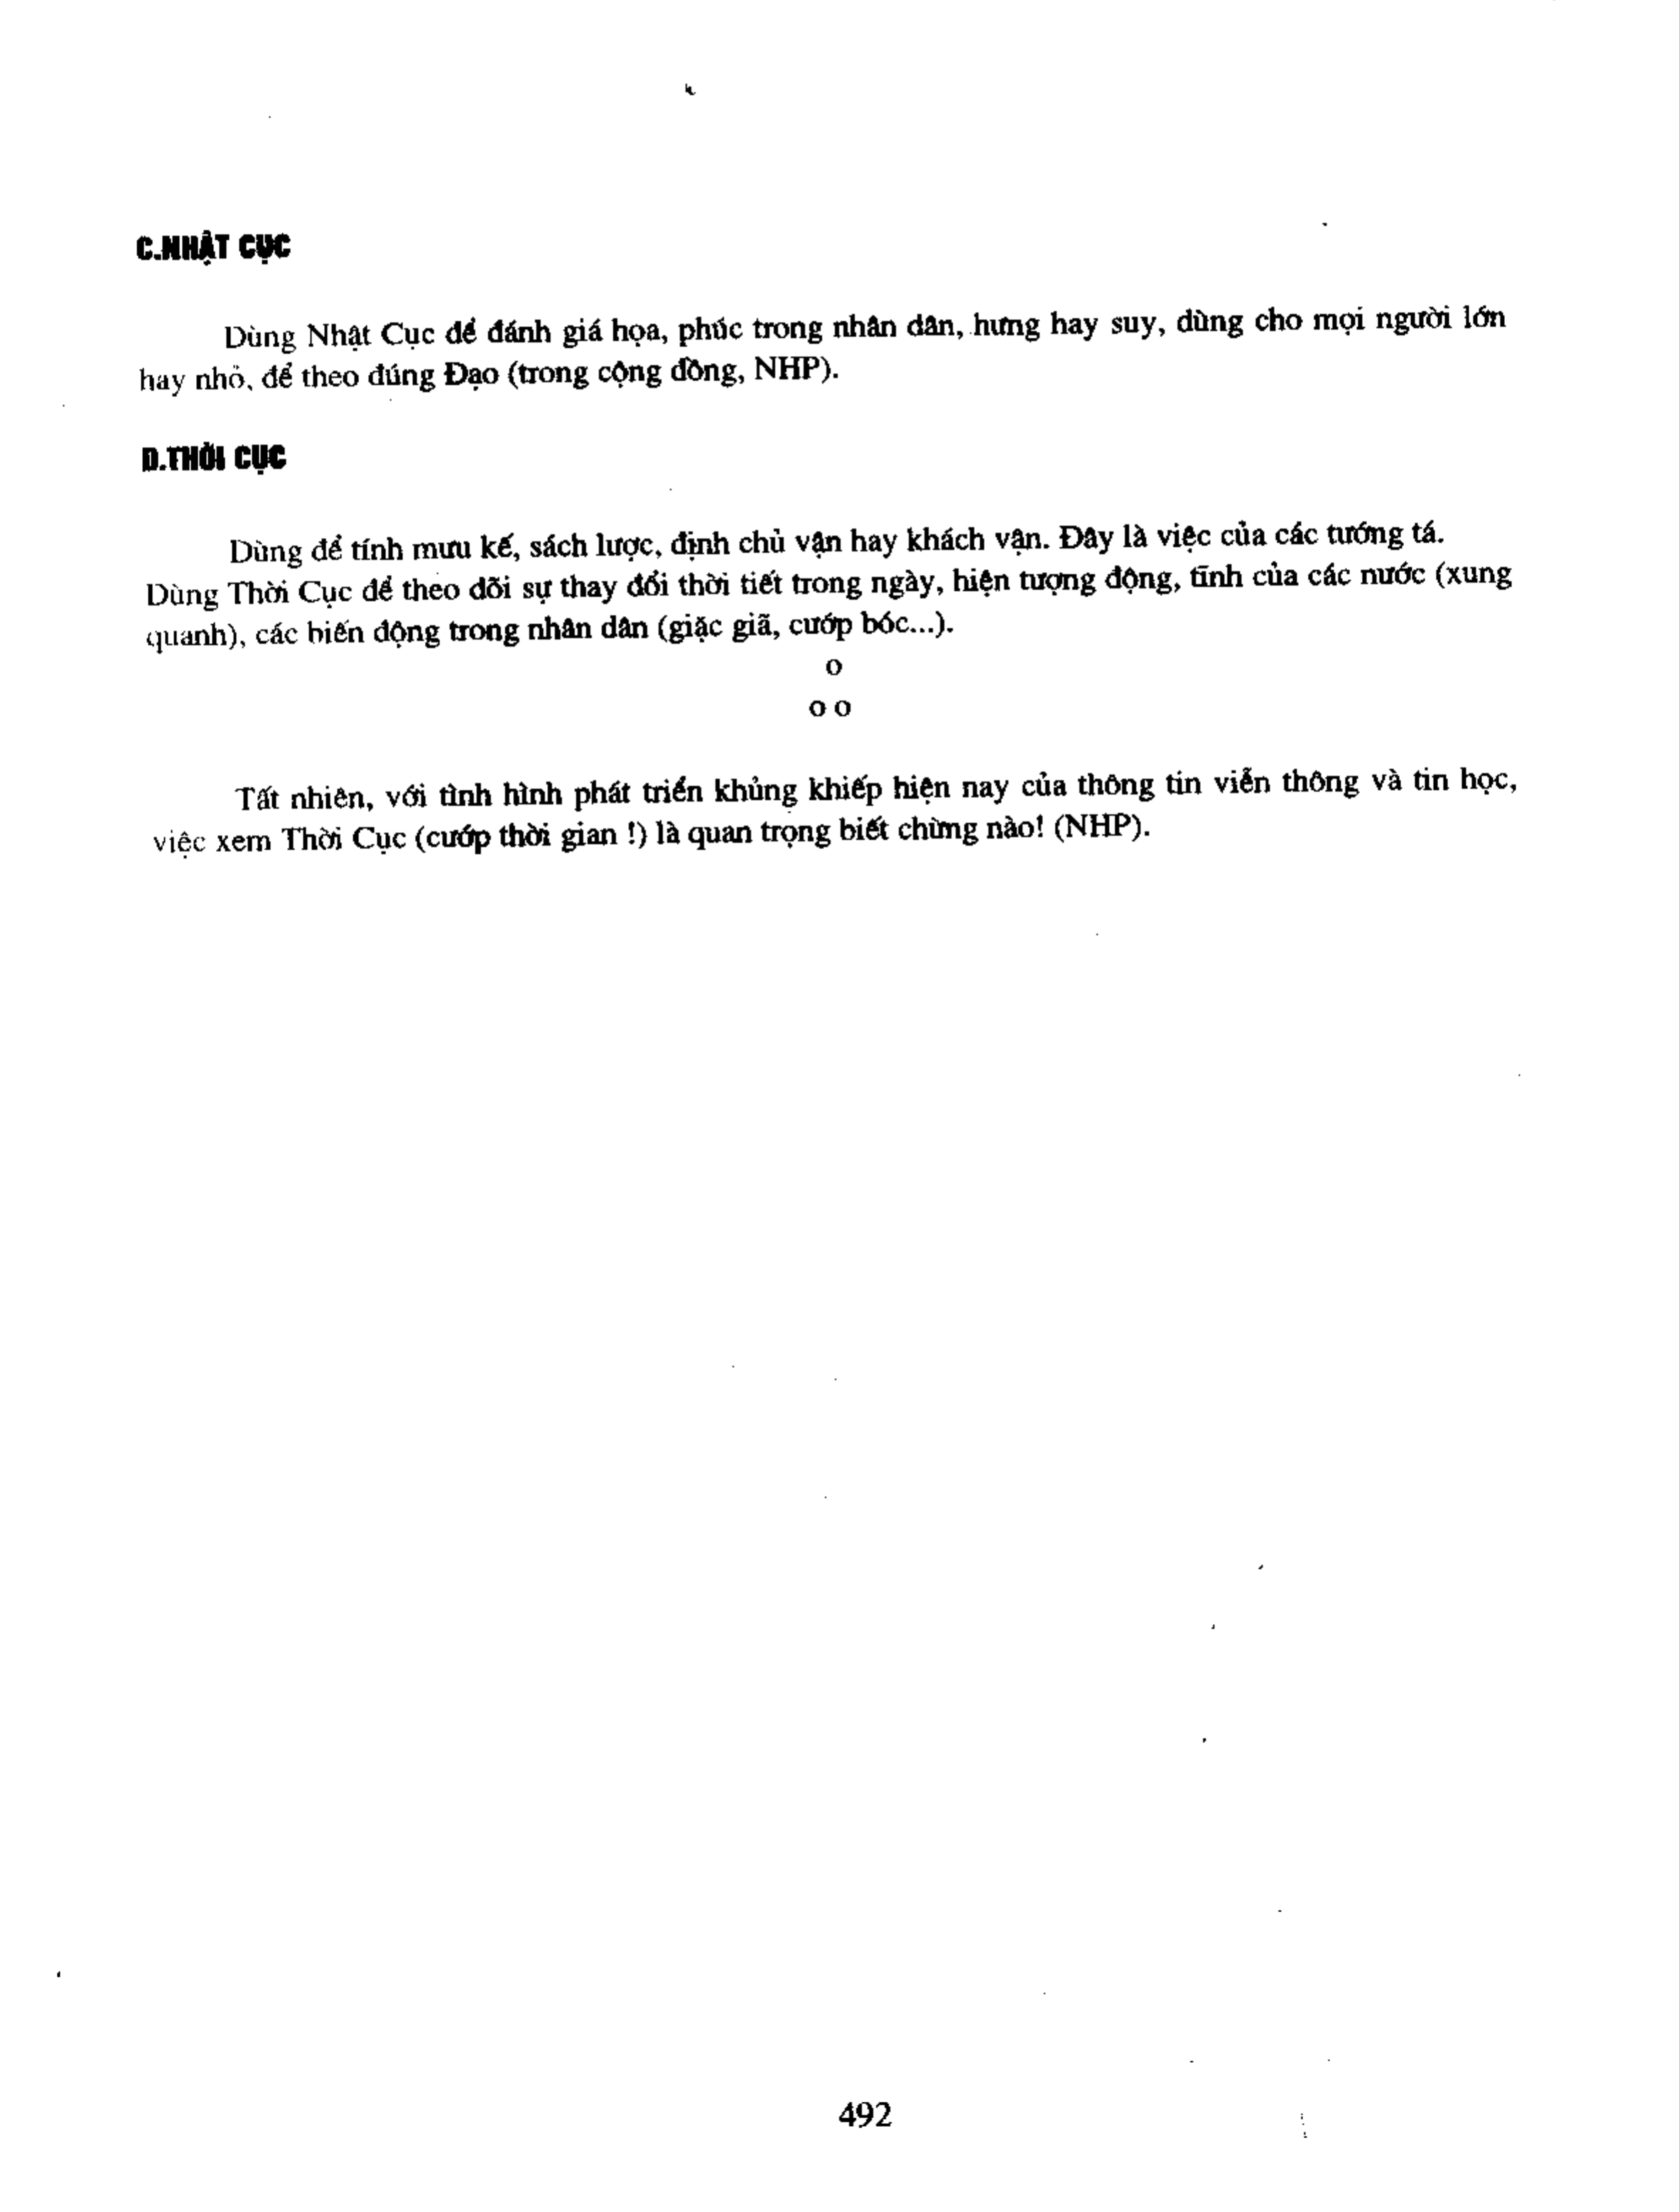 C.NHẬT CỤC
Dùng Nhật Cục để đánh giá họa, phúc trong nhân dân, hưng hay suy, dùng cho mọi người lớn
hay nhỏ, để theo đúng Đạo (trong cộng đồng, NHP).
D.THỜI CỤC
Dùng để tính mưu kế, sách lược, định chủ vận hay khách vận. Đây là việc của các tướng tá.
Dùng Thời Cục để theo dõi sự thay đổi thời tiết trong ngày, hiện tượng động, tĩnh của các nước (xung
quanh), các biến động trong nhân dân (giặc giã, cướp bóc...).
o
o o
Tất nhiên, với tình hình phát triển khủng khiếp hiện nay của thông tin viễn thông và tin học,
việc xem Thời Cục (cướp thời gian !) là quan trọng biết chừng nào! (NHP).
492